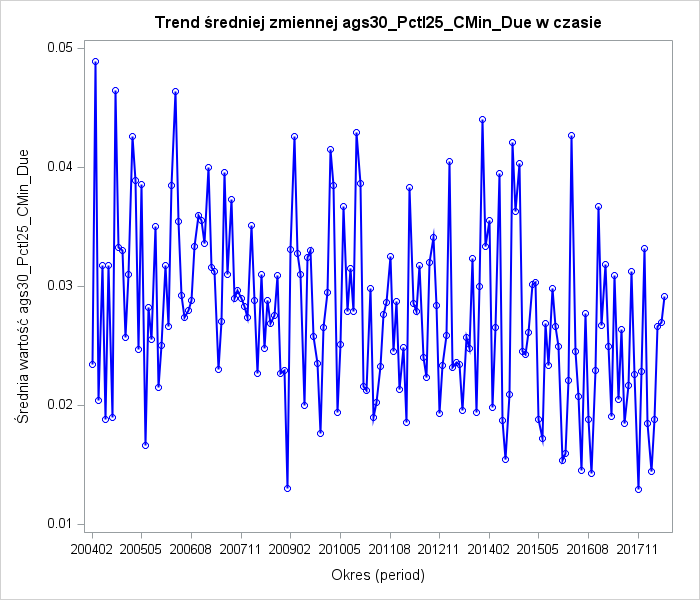 Trend średniej zmiennej ags30_Pctl25_CMin_Due w czasie
Średnia wartość ags30_Pctl25_CMin_Due
0.05
0.04
0.03
0.02
0.01
200402 200505 200608 200711 200902 201005 201108 201211 201402 201505 201608 201711
Okres (period)